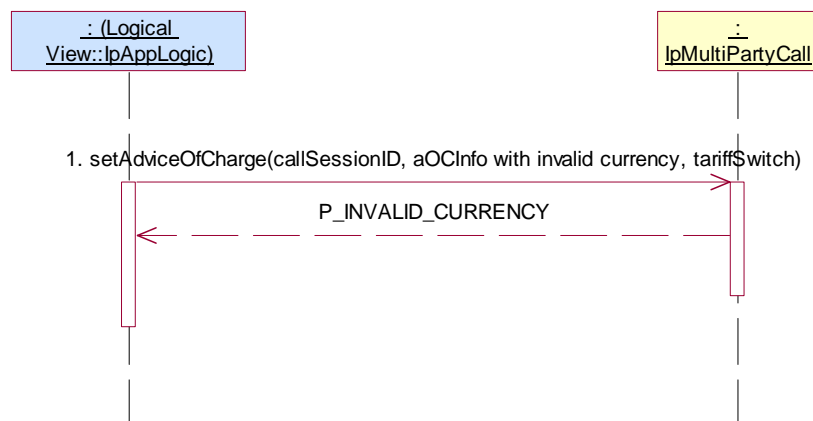 : (Logical
View::IpAppLogic)
:
IpMultiPartyCall
1. setAdviceOfCharge(callSessionID, aOCInfo with invalid currency, tariffSwitch)
P_INVALID_CURRENCY